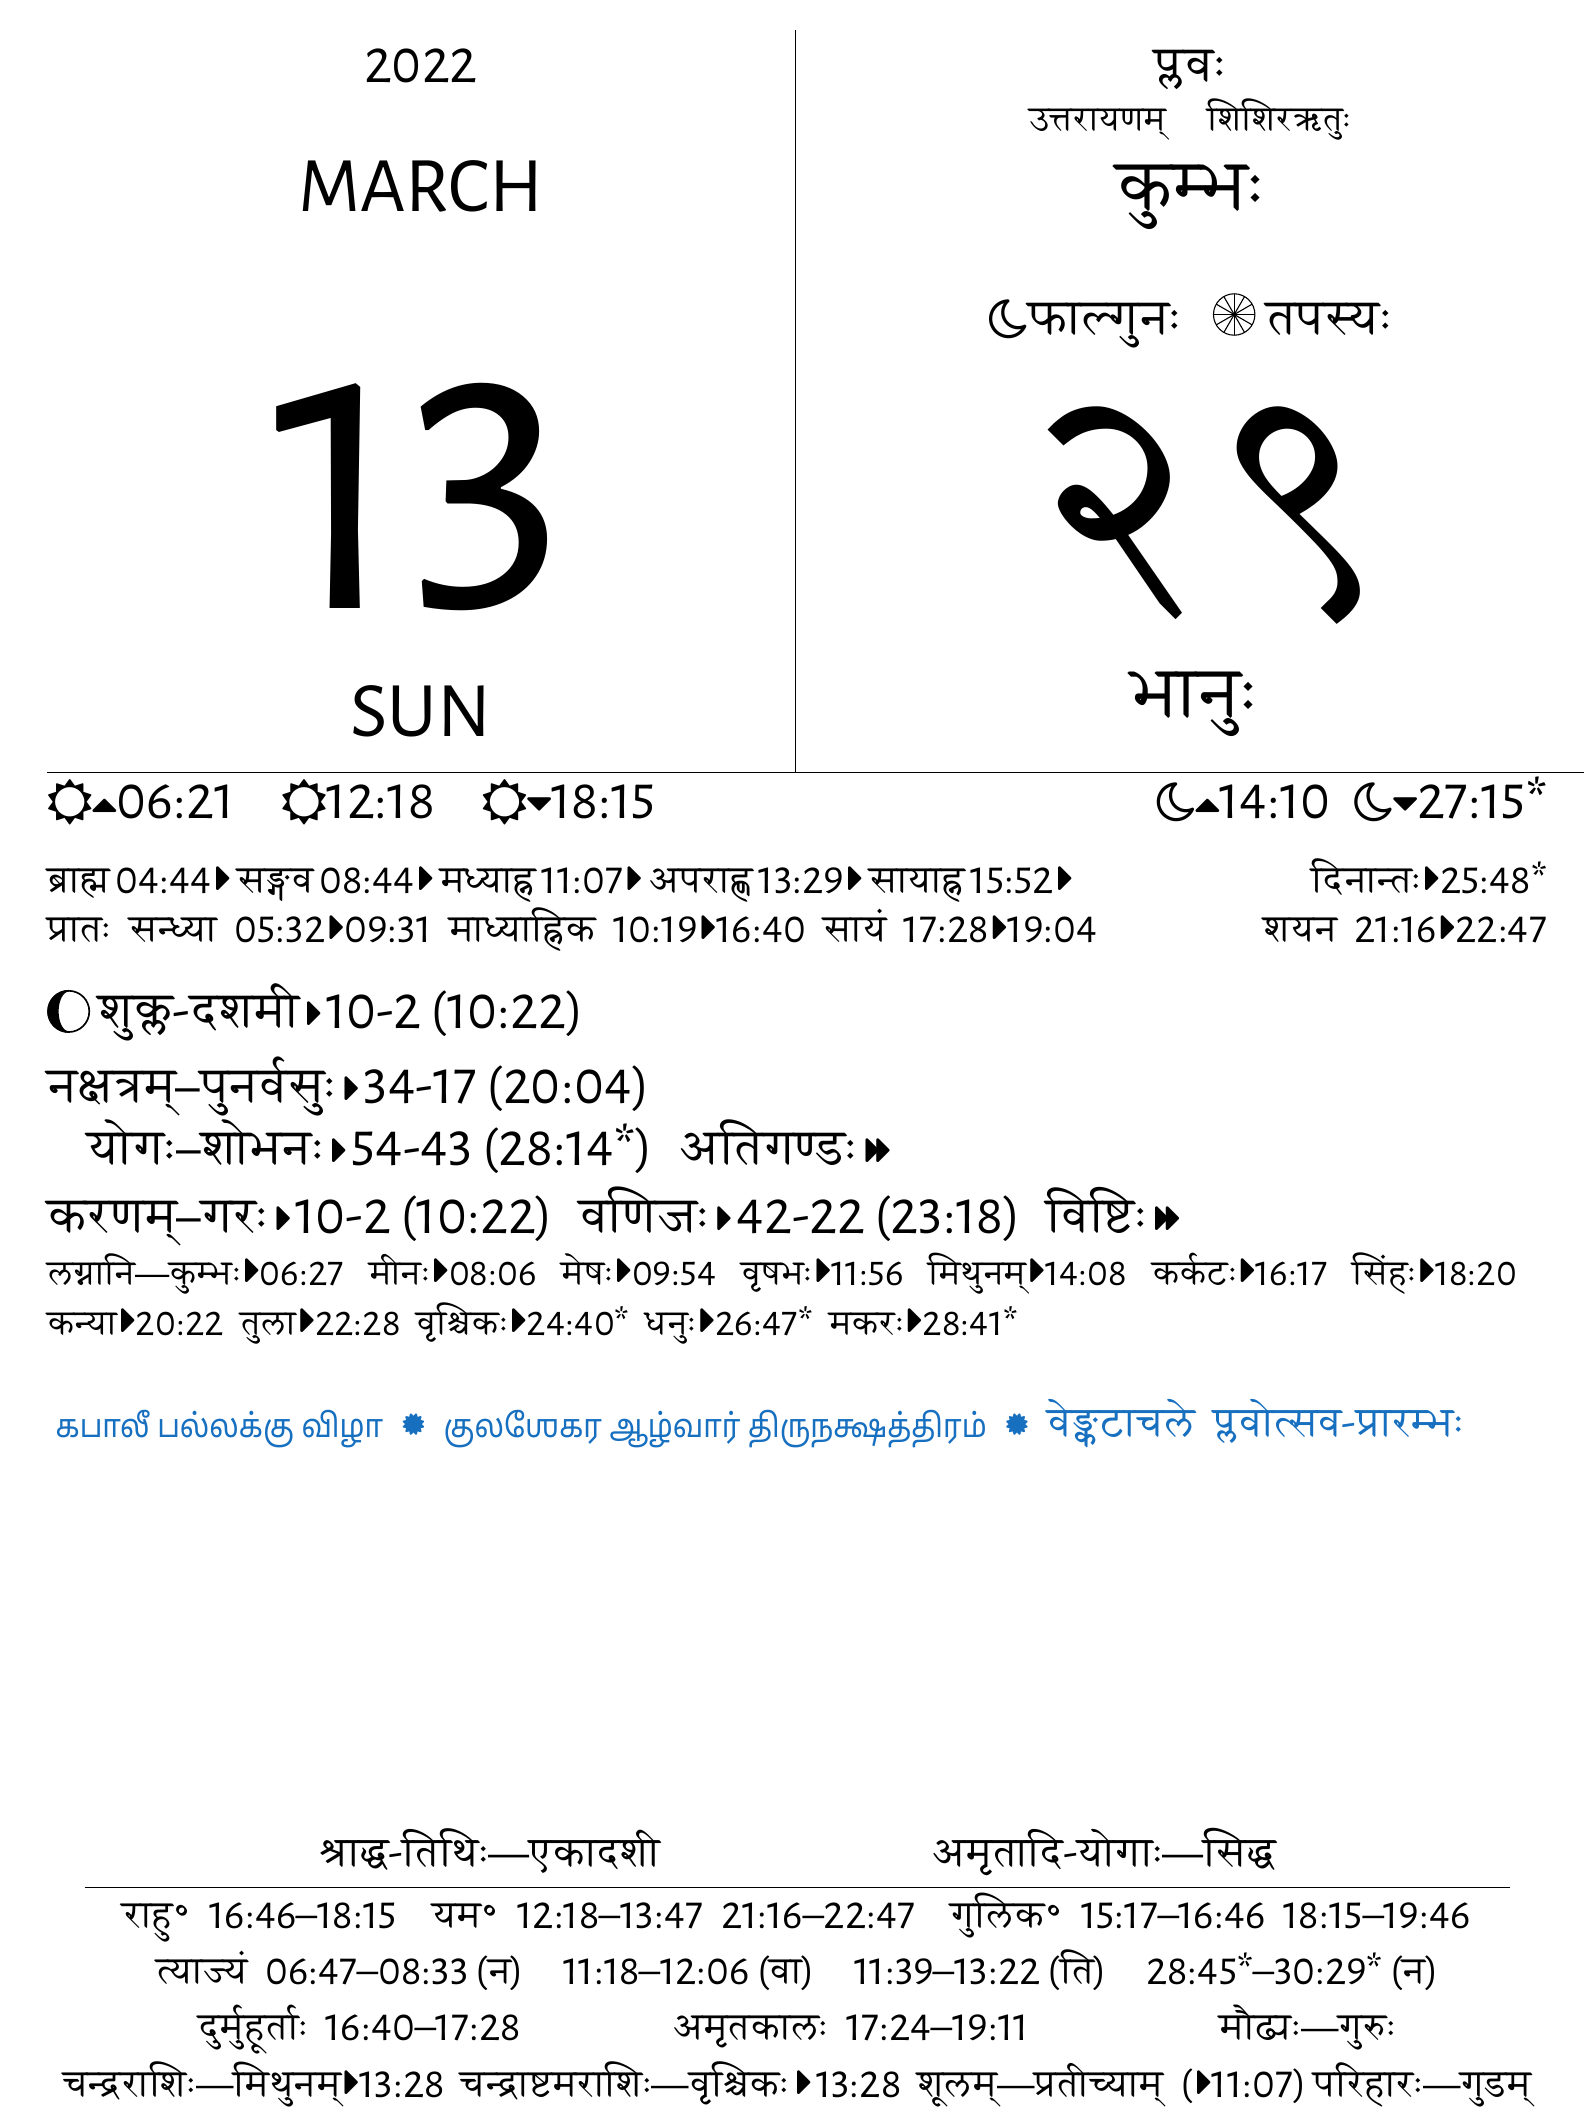 2022
MARCH
13
SUN
प्लवः
उत्तरायणम् शिशिरऋतुः
कुम्भः
फाल्गुनः तपस्यः
२९
भानुः
06:21 12:18 18:15 14:10 27:15*
ब्राह्म 04:44 सङ्गव 08:44 मध्याह्न 11:07 अपराह्ण 13:29 सायाह्न 15:52 दिनान्तः 25:48*
प्रातः सन्ध्या 05:32 09:31 माध्याह्निक 10:19 16:40 सायं 17:28 19:04 शयन 21:16 22:47
शुक्ल-दशमी 10-2 (10:22)
नक्षत्रम्–पुनर्वसुः 34-17 (20:04)
योगः–शोभनः 54-43 (28:14*) अतिगण्डः
करणम्–गरः 10-2 (10:22) वणिजः 42-22 (23:18) विष्टिः
लग्नानि—कुम्भः 06:27 मीनः 08:06 मेषः 09:54 वृषभः 11:56 मिथुनम् 14:08 कर्कटः 16:17 सिंहः 18:20
कन्या 20:22 तुला 22:28 वृश्चिकः 24:40* धनुः 26:47* मकरः 28:41*
கபாலீ பல்லக்கு விழா குலஶேகர ஆழ்வார் திருநக்ஷத்திரம் वेङ्कटाचले प्लवोत्सव-प्रारम्भः
श्राद्ध-तिथिः—एकादशी अमृतादि-योगाः—सिद्ध
राहु॰ 16:46–18:15 यम॰ 12:18–13:47 21:16–22:47 गुलिक॰ 15:17–16:46 18:15–19:46
त्याज्यं 06:47–08:33 (न) 11:18–12:06 (वा) 11:39–13:22 (ति) 28:45*–30:29* (न)
दुर्मुहूर्ताः 16:40–17:28 अमृतकालः 17:24–19:11 मौढ्यः—गुरुः
चन्द्रराशिः—मिथुनम् 13:28 चन्द्राष्टमराशिः—वृश्चिकः 13:28 शूलम्—प्रतीच्याम् ( 11:07) परिहारः—गुडम्